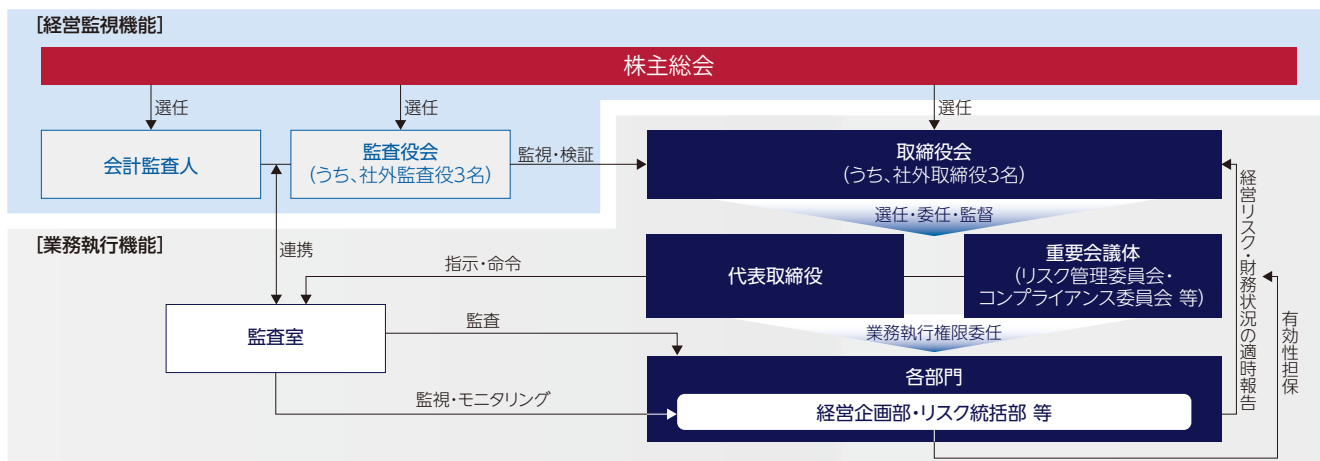 [経営監視機能]
株主総会
選任
選任
選任
会計監査人
監査役会
(うち、社外監査役3名)
監視・検証
取締役会
(うち、社外取締役3名)
選任・委任・監督
[業務執行機能]
連携
指示・命令
代表取締役
重要会議体
(リスク管理委員会・
コンプライアンス委員会 等)
監査室
監査
業務執行権限委任
各部門
監視・モニタリング
経営企画部・リスク統括部 等
経営リスク・財務状況の適時報告
有効性担保